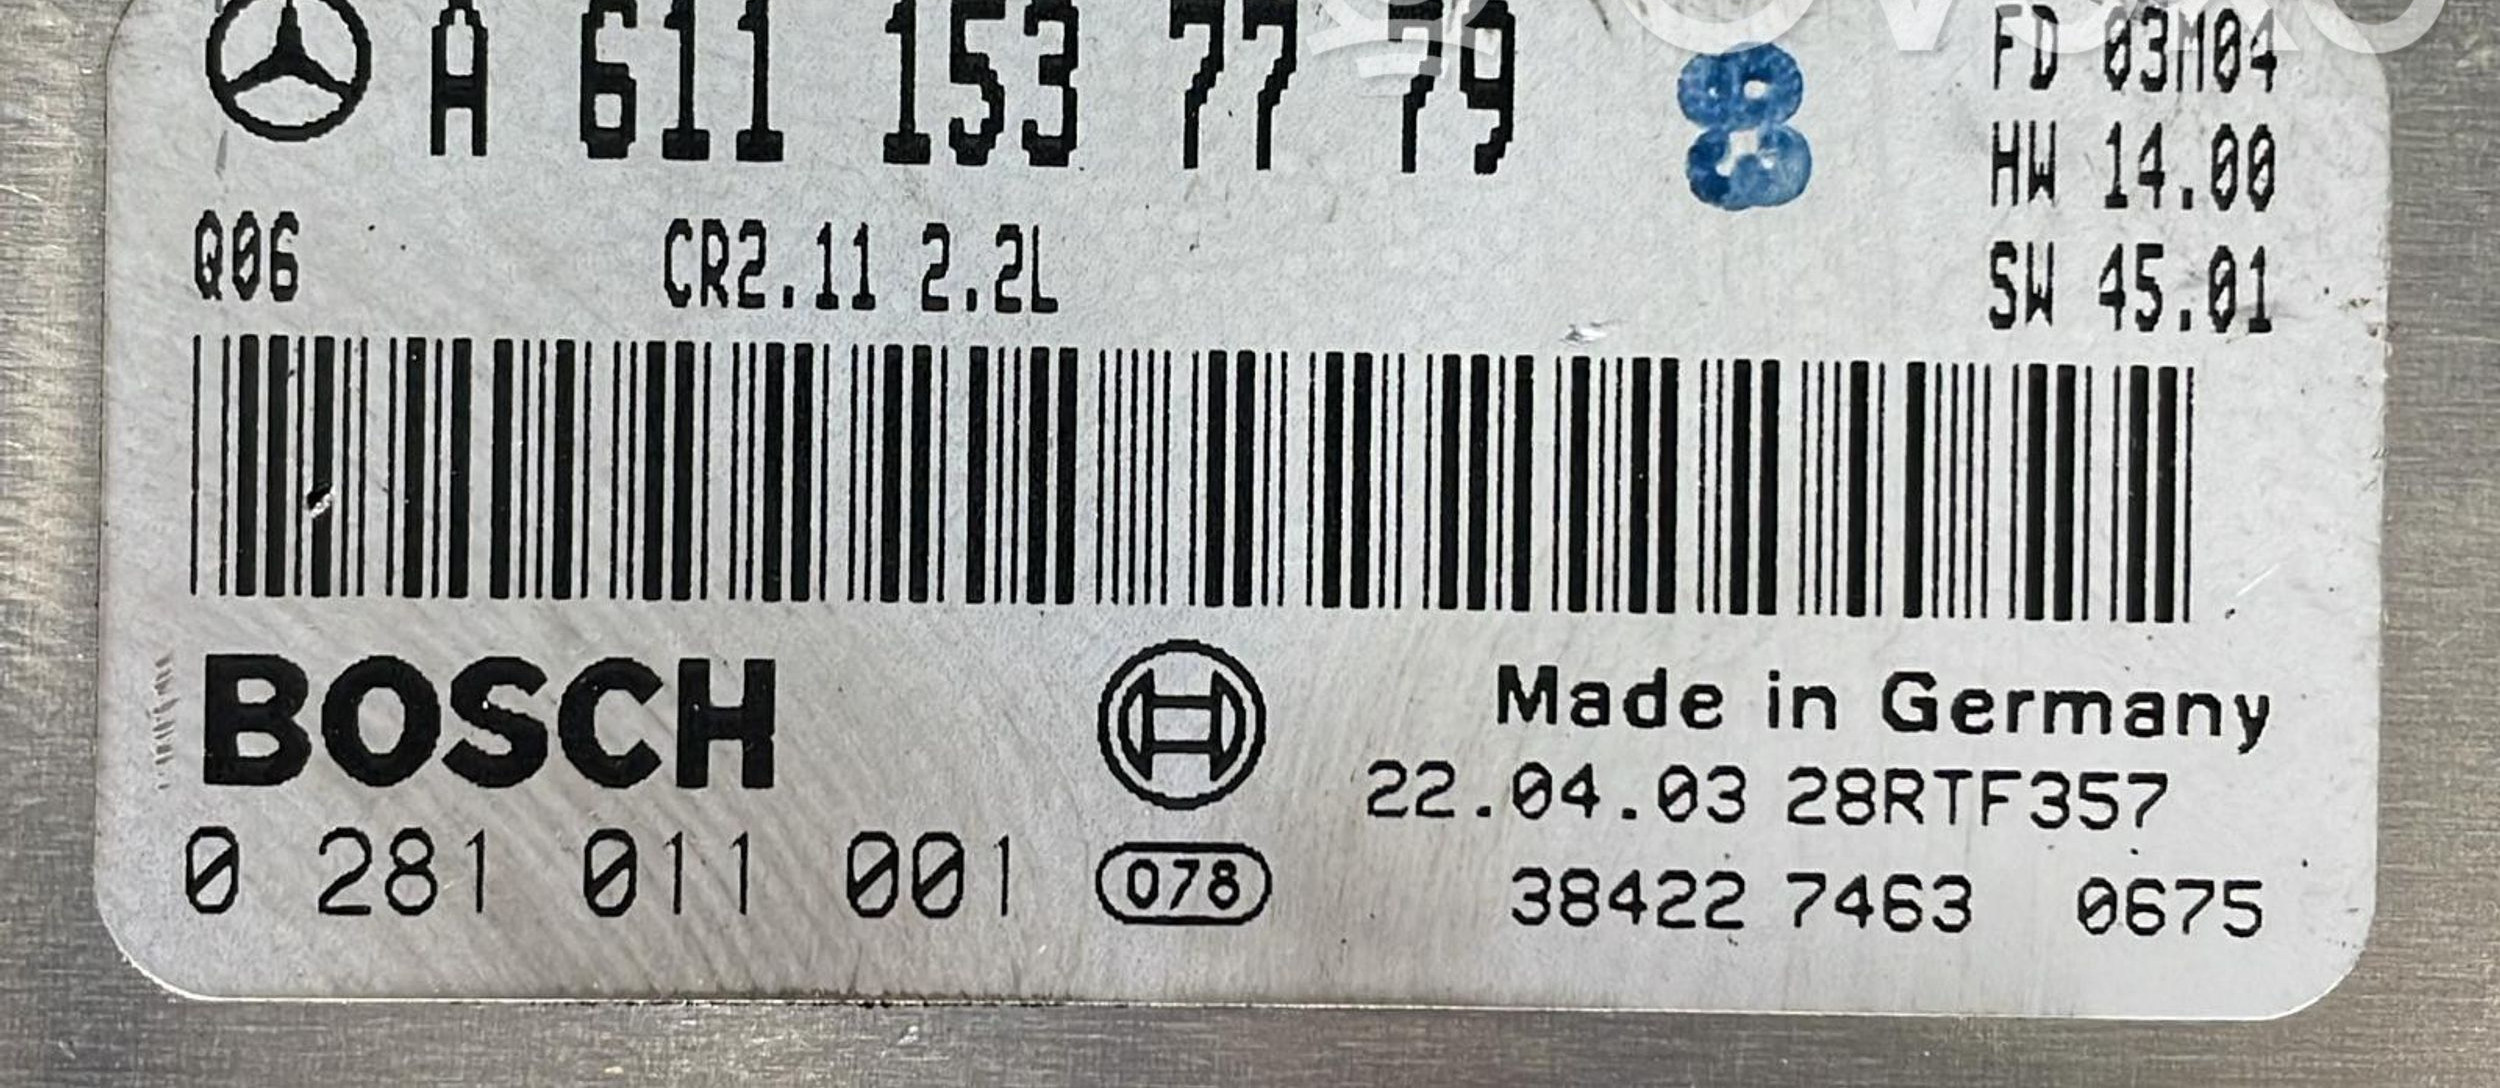 A 611 153 77 79
8
FD 03M04
HW 14.00
SW 45.01
Q06 CR2.11 2.2L
BOSCH
Made in Germany
22.04.03 28RTF357
0 281 011 001
078
38422 7463 0675